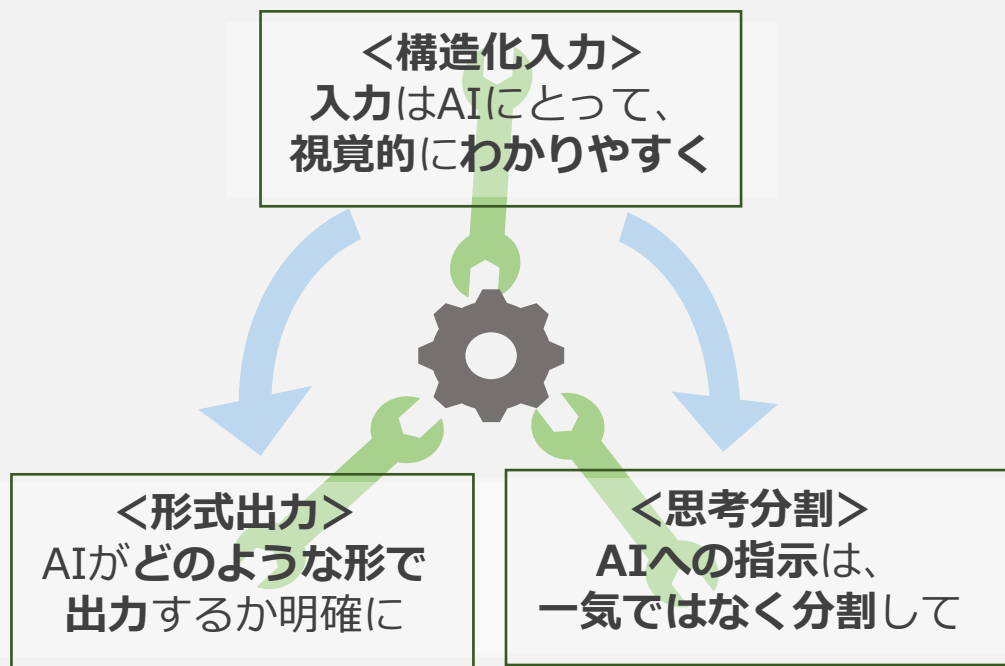 <構造化入力>
入力はAIにとって、
視覚的にわかりやすく
<形式出力>
AIがどのような形で
出力するか明確に
<思考分割>
AIへの指示は、
一気ではなく分割して